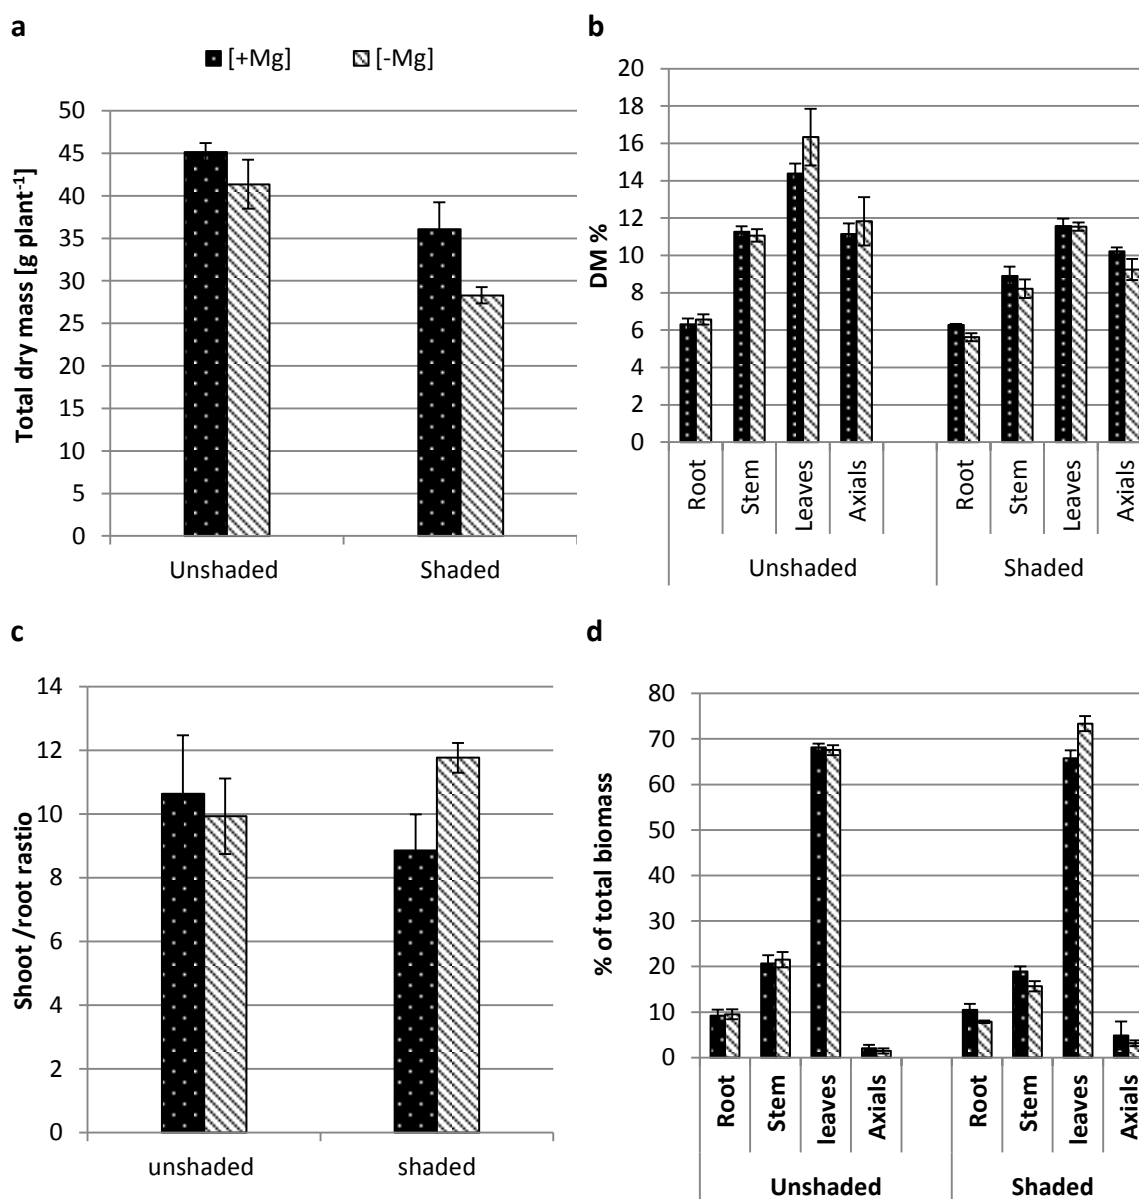 a
[+Mg] [-Mg]
Total dry mass [g plant⁻¹]
50
45
40
35
30
25
20
15
10
5
0
Unshaded Shaded
b
DM %
20
18
16
14
12
10
8
6
4
2
0
Root Stem Leaves Axials Root Stem Leaves Axials
Unshaded Shaded
c
Shoot /root rastio
14
12
10
8
6
4
2
0
unshaded shaded
d
% of total biomass
80
70
60
50
40
30
20
10
0
Root Stem leaves Axials Root Stem leaves Axials
Unshaded Shaded